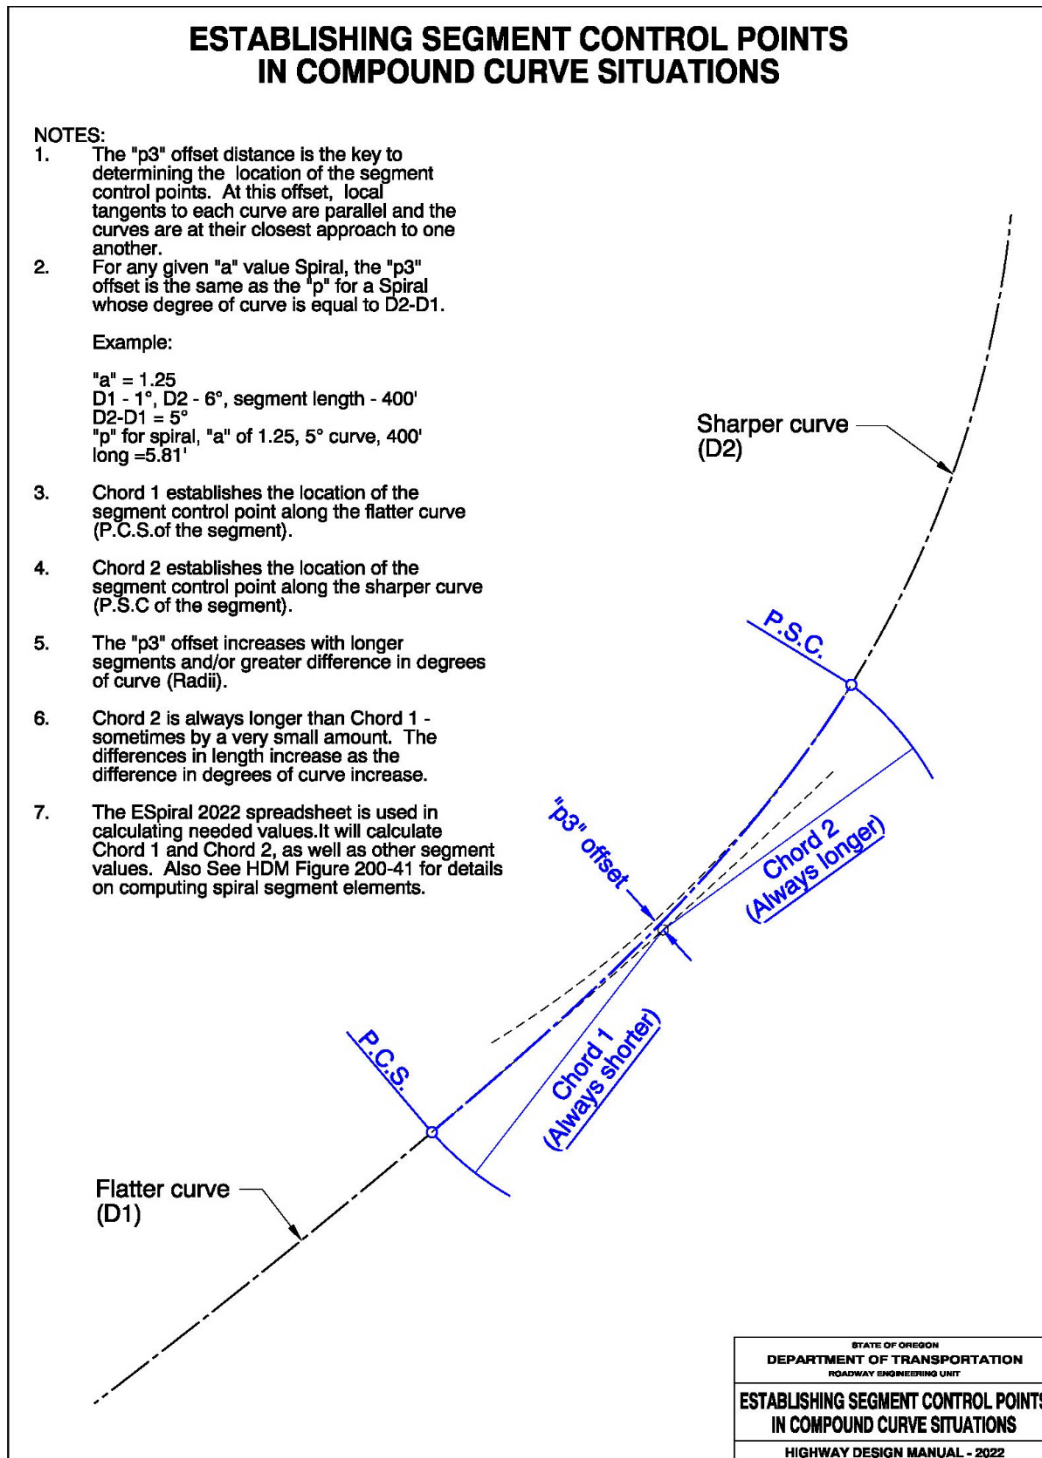 ESTABLISHING SEGMENT CONTROL POINTS
IN COMPOUND CURVE SITUATIONS
NOTES:
1. The "p3" offset distance is the key to
determining the location of the segment
control points. At this offset, local
tangents to each curve are parallel and the
curves are at their closest approach to one
another.
2. For any given "a" value Spiral, the "p3"
offset is the same as the "p" for a Spiral
whose degree of curve is equal to D2-D1.
Example:
"a" = 1.25
D1 - 1°, D2 - 6°, segment length - 400'
D2-D1 = 5°
"p" for spiral, "a" of 1.25, 5° curve, 400'
long =5.81'
3. Chord 1 establishes the location of the
segment control point along the flatter curve
(P.C.S.of the segment).
4. Chord 2 establishes the location of the
segment control point along the sharper curve
(P.S.C of the segment).
5. The "p3" offset increases with longer
segments and/or greater difference in degrees
of curve (Radii).
6. Chord 2 is always longer than Chord 1 -
sometimes by a very small amount. The
differences in length increase as the
difference in degrees of curve increase.
7. The ESpiral 2022 spreadsheet is used in
calculating needed values.It will calculate
Chord 1 and Chord 2, as well as other segment
values. Also See HDM Figure 200-41 for details
on computing spiral segment elements.
Sharper curve
(D2)
P.S.C.
"p3" offset
Chord 2
(Always longer)
Chord 1
(Always shorter)
P.C.S.
Flatter curve
(D1)
STATE OF OREGON
DEPARTMENT OF TRANSPORTATION
ROADWAY ENGINEERING UNIT
ESTABLISHING SEGMENT CONTROL POINTS
IN COMPOUND CURVE SITUATIONS
HIGHWAY DESIGN MANUAL - 2022